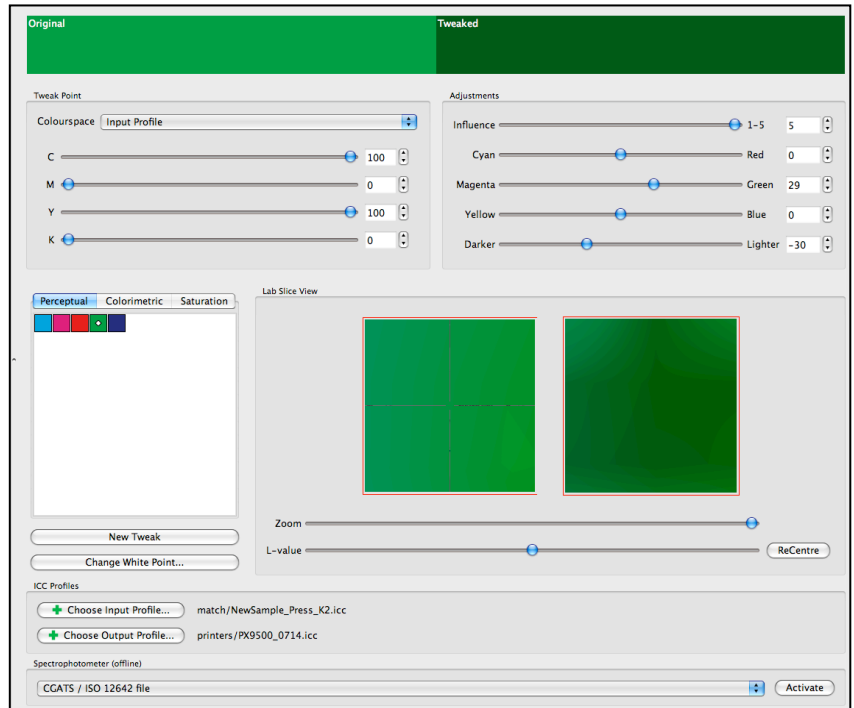 Original Tweaked
Tweak Point
Colourspace Input Profile
C 100
M 0
Y 100
K 0
Adjustments
Influence 1-5 5
Cyan Red 0
Magenta Green 29
Yellow Blue 0
Darker Lighter -30
Perceptual Colorimetric Saturation
New Tweak
Change White Point...
Lab Slice View
Zoom
L-value ReCentre
ICC Profiles
Choose Input Profile... match/NewSample_Press_K2.icc
Choose Output Profile... printers/PX9500_0714.icc
Spectrophotometer (offline)
CGATS / ISO 12642 file Activate